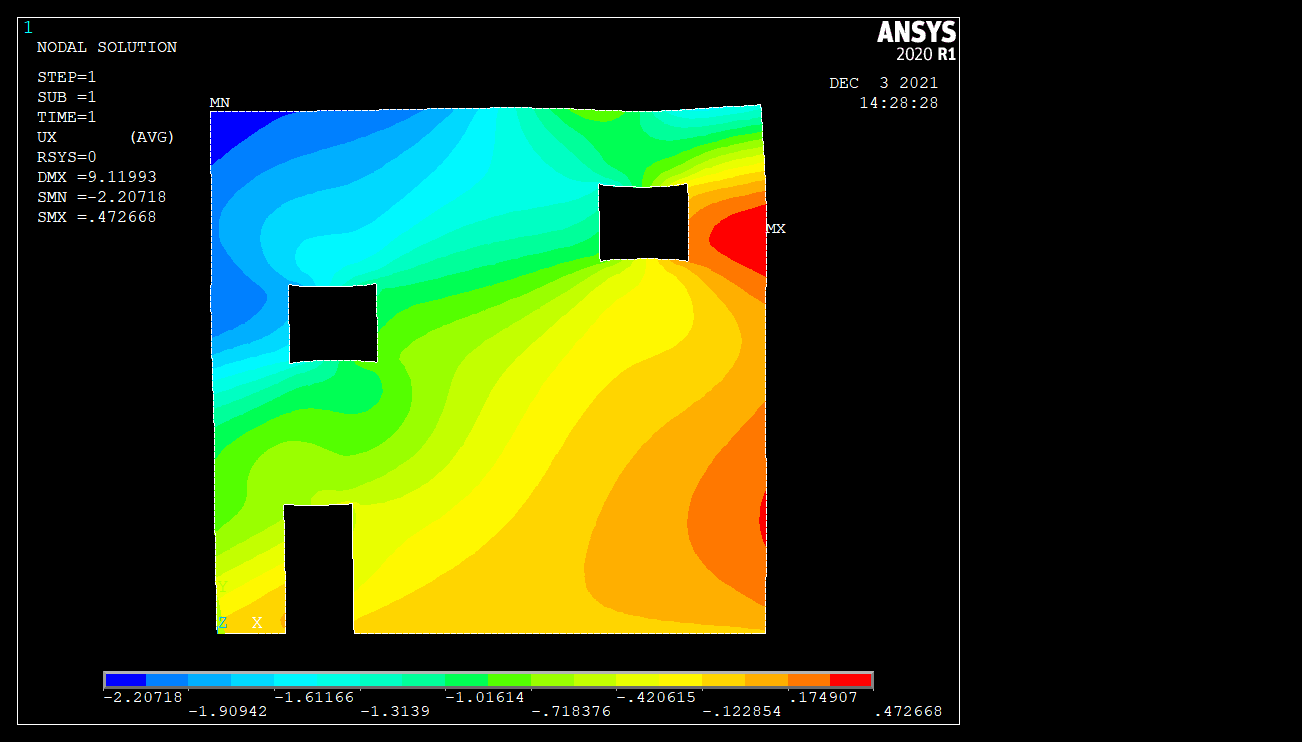 1
ANSYS
2020 R1
NODAL SOLUTION
DEC 3 2021
14:28:28
STEP=1
SUB =1
TIME=1
UX (AVG)
RSYS=0
DMX =9.11993
SMN =-2.20718
SMX =.472668
MN
MX
Z X
-2.20718 -1.61166 -1.01614 -.420615 .174907
-1.90942 -1.3139 -.718376 -.122854 .472668